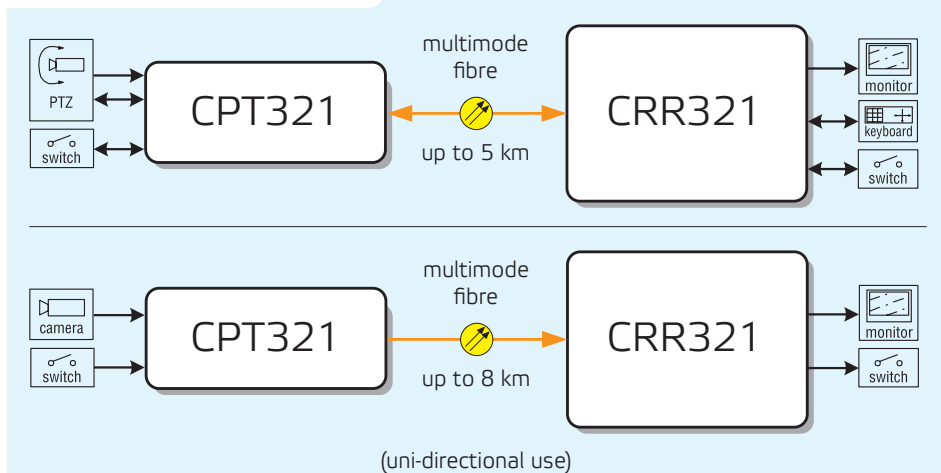 multimode
fibre
PTZ
switch
CPT321
up to 5 km
CRR321
monitor
keyboard
switch
multimode
fibre
camera
switch
CPT321
up to 8 km
CRR321
monitor
switch
(uni-directional use)